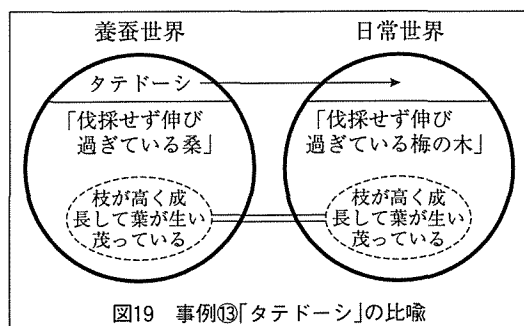 養蚕世界
日常世界
タテドーシ
「伐採せず伸び
過ぎている桑」
「伐採せず伸び
過ぎている梅の木」
枝が高く成
長して葉が生い
茂っている
枝が高く成
長して葉が生い
茂っている
図19 事例⑬「タテドーシ」の比喩